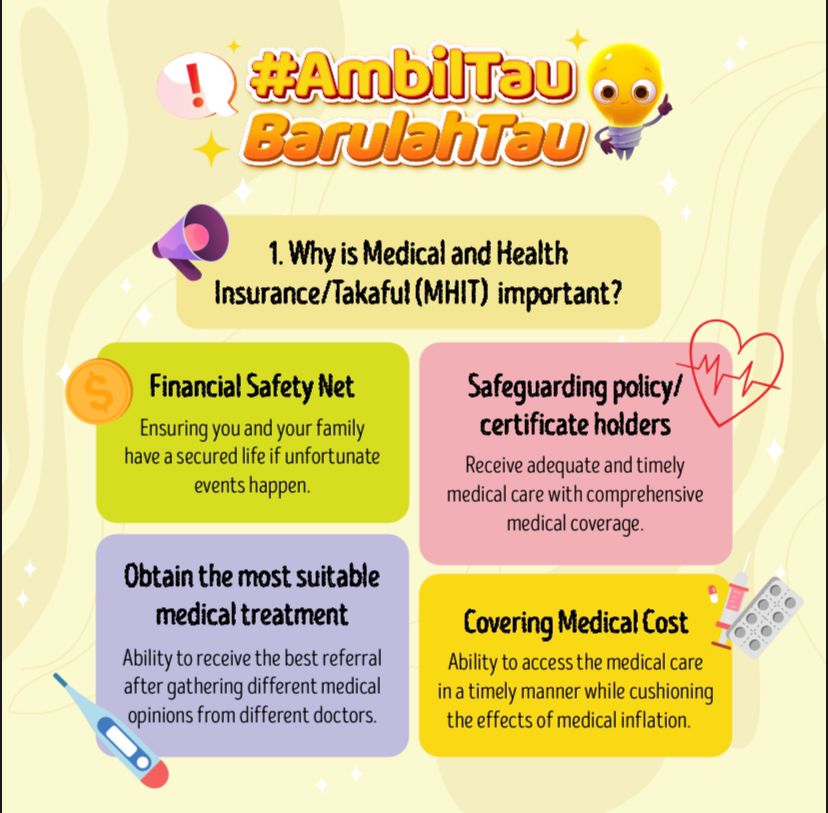 !
#AmbilTau
BarulahTau
1. Why is Medical and Health
Insurance/Takaful (MHIT) important?
$
Financial Safety Net
Ensuring you and your family
have a secured life if unfortunate
events happen.
Safeguarding policy/
certificate holders
Receive adequate and timely
medical care with comprehensive
medical coverage.
Obtain the most suitable
medical treatment
Ability to receive the best referral
after gathering different medical
opinions from different doctors.
Covering Medical Cost
Ability to access the medical care
in a timely manner while cushioning
the effects of medical inflation.